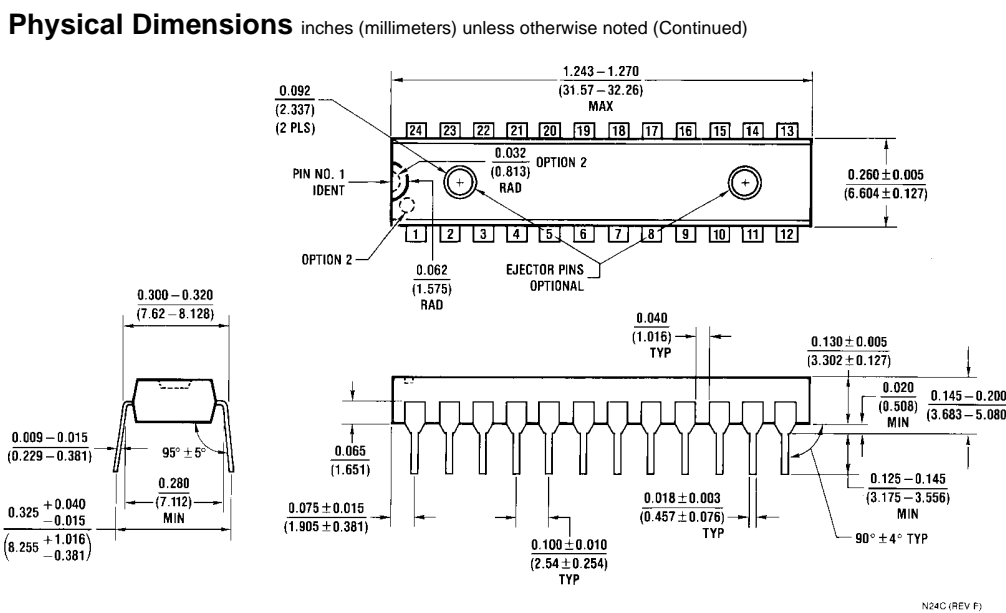 Physical Dimensions inches (millimeters) unless otherwise noted (Continued)
1.243 – 1.270
(31.57 – 32.26)
MAX
0.092
(2.337)
(2 PLS)
24 23 22 21 20 19 18 17 16 15 14 13
0.032
(0.813)
RAD
OPTION 2
PIN NO. 1
IDENT
0.260 ± 0.005
(6.604 ± 0.127)
1 2 3 4 5 6 7 8 9 10 11 12
OPTION 2
0.062
(1.575)
RAD
EJECTOR PINS
OPTIONAL
0.300 – 0.320
(7.62 – 8.128)
0.040
(1.016)
TYP
0.130 ± 0.005
(3.302 ± 0.127)
0.020
(0.508)
MIN
0.145 - 0.200
(3.683 – 5.080
0.009 – 0.015
(0.229 – 0.381)
95° ± 5°
0.280
(7.112)
MIN
0.325 + 0.040
− 0.015
(8.255 + 1.016
− 0.381)
0.065
(1.651)
0.075 ± 0.015
(1.905 ± 0.381)
0.100 ± 0.010
(2.54 ± 0.254)
TYP
0.018 ± 0.003
(0.457 ± 0.076)
TYP
0.125 - 0.145
(3.175 – 3.556)
MIN
90° ± 4° TYP
N24C (REV F)